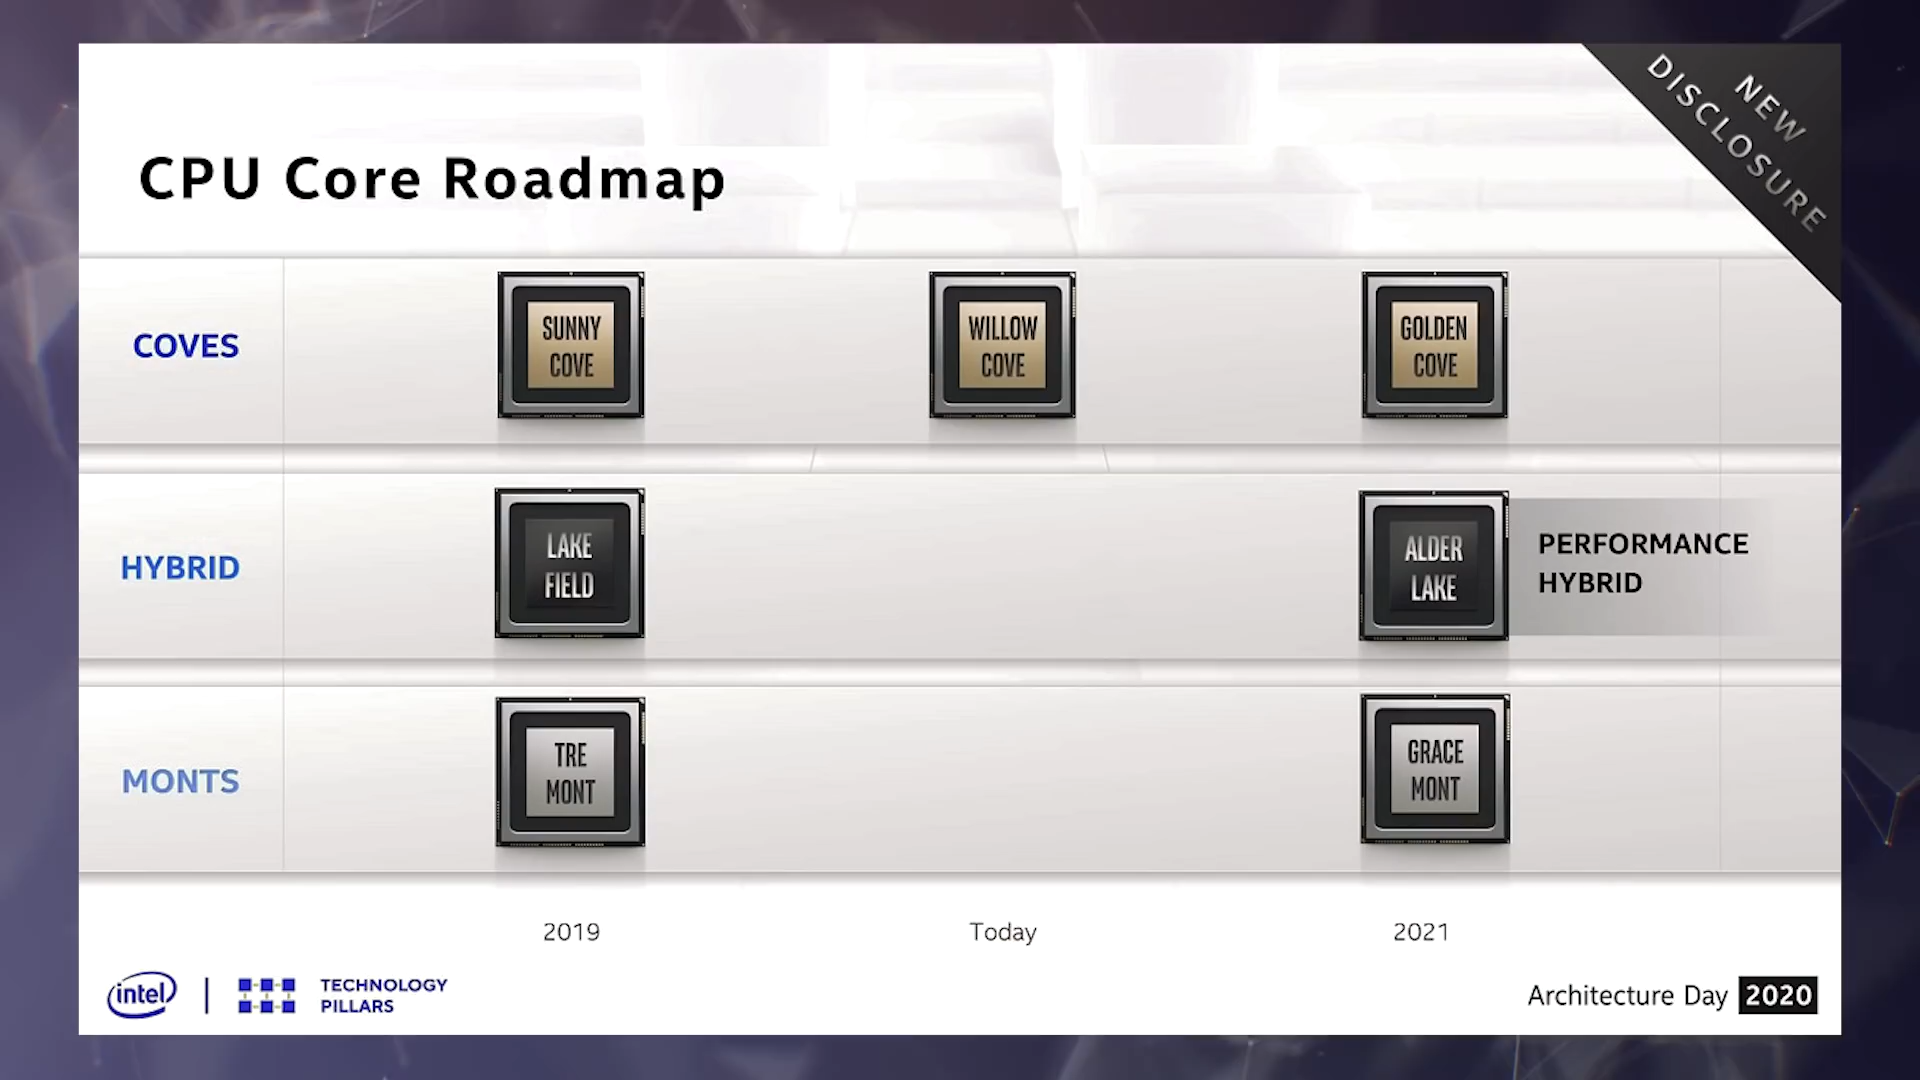 NEW
DISCLOSURE
CPU Core Roadmap
COVES
SUNNY
COVE
WILLOW
COVE
GOLDEN
COVE
HYBRID
LAKE
FIELD
ALDER
LAKE
PERFORMANCE
HYBRID
MONTS
TRE
MONT
GRACE
MONT
2019
Today
2021
intel
TECHNOLOGY
PILLARS
Architecture Day 2020